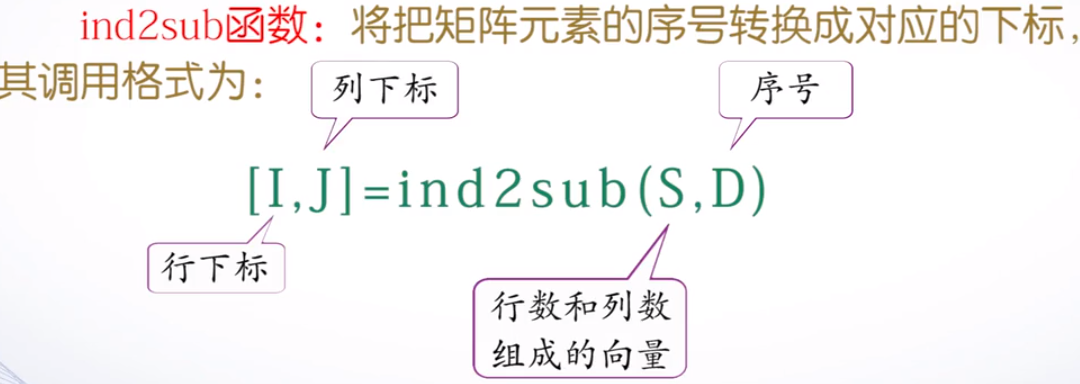 ind2sub函数：将把矩阵元素的序号转换成对应的下标，
其调用格式为：
列下标
序号
[I,J]=ind2sub(S,D)
行下标
行数和列数
组成的向量